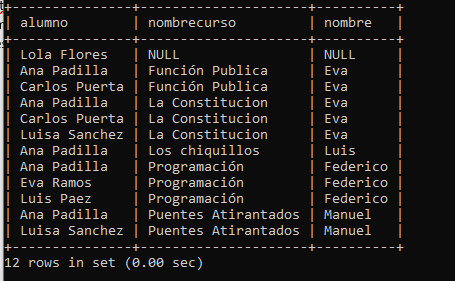 +---------------+--------------------+----------+
| alumno        | nombrecurso        | nombre   |
+---------------+--------------------+----------+
| Lola Flores   | NULL               | NULL     |
| Ana Padilla   | Función Publica    | Eva      |
| Carlos Puerta | Función Publica    | Eva      |
| Ana Padilla   | La Constitucion    | Eva      |
| Carlos Puerta | La Constitucion    | Eva      |
| Luisa Sanchez | La Constitucion    | Eva      |
| Ana Padilla   | Los chiquillos     | Luis     |
| Ana Padilla   | Programación       | Federico |
| Eva Ramos     | Programación       | Federico |
| Luis Paez     | Programación       | Federico |
| Ana Padilla   | Puentes Atirantados | Manuel   |
| Luisa Sanchez | Puentes Atirantados | Manuel   |
+---------------+--------------------+----------+
12 rows in set (0.00 sec)